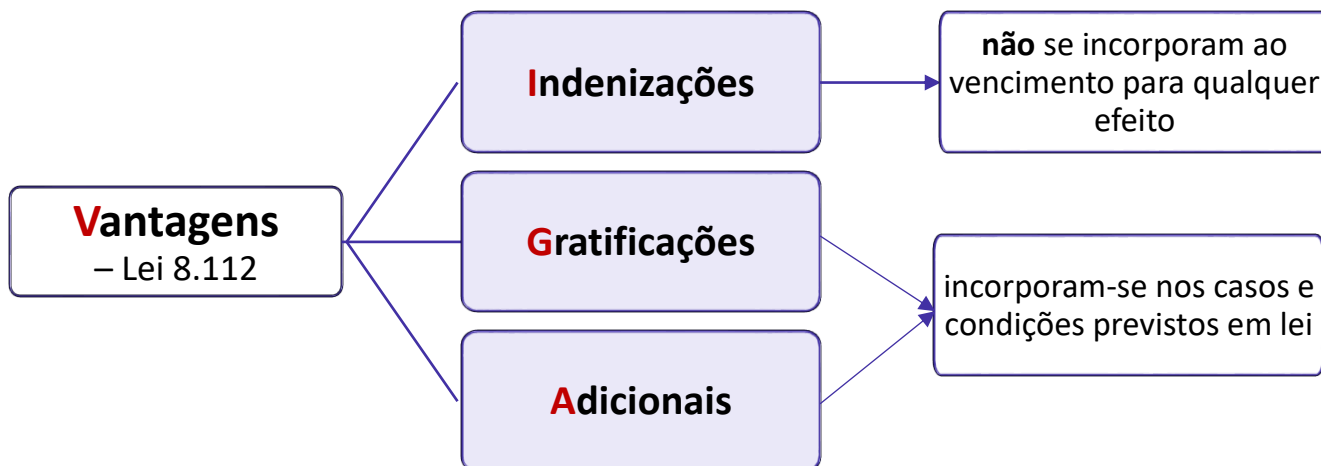 Vantagens
– Lei 8.112
Indenizações
não se incorporam ao
vencimento para qualquer
efeito
Gratificações
Adicionais
incorporam-se nos casos e
condições previstos em lei